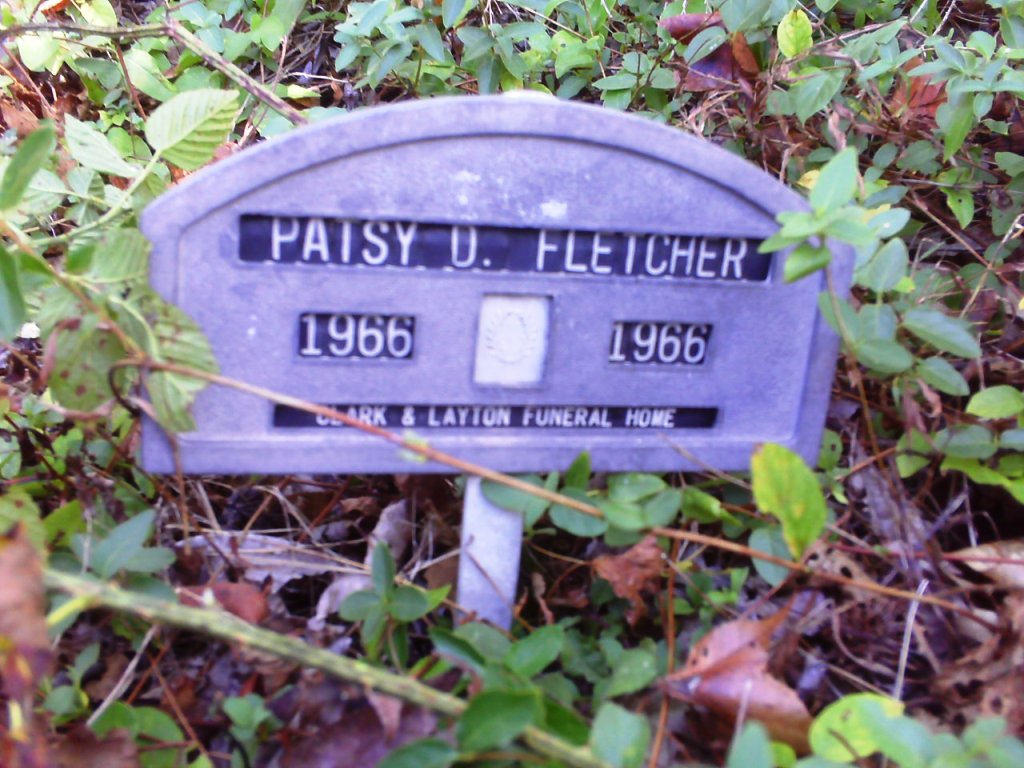 PATSY D. FLETCHER
1966 1966
CLARK & LAYTON FUNERAL HOME